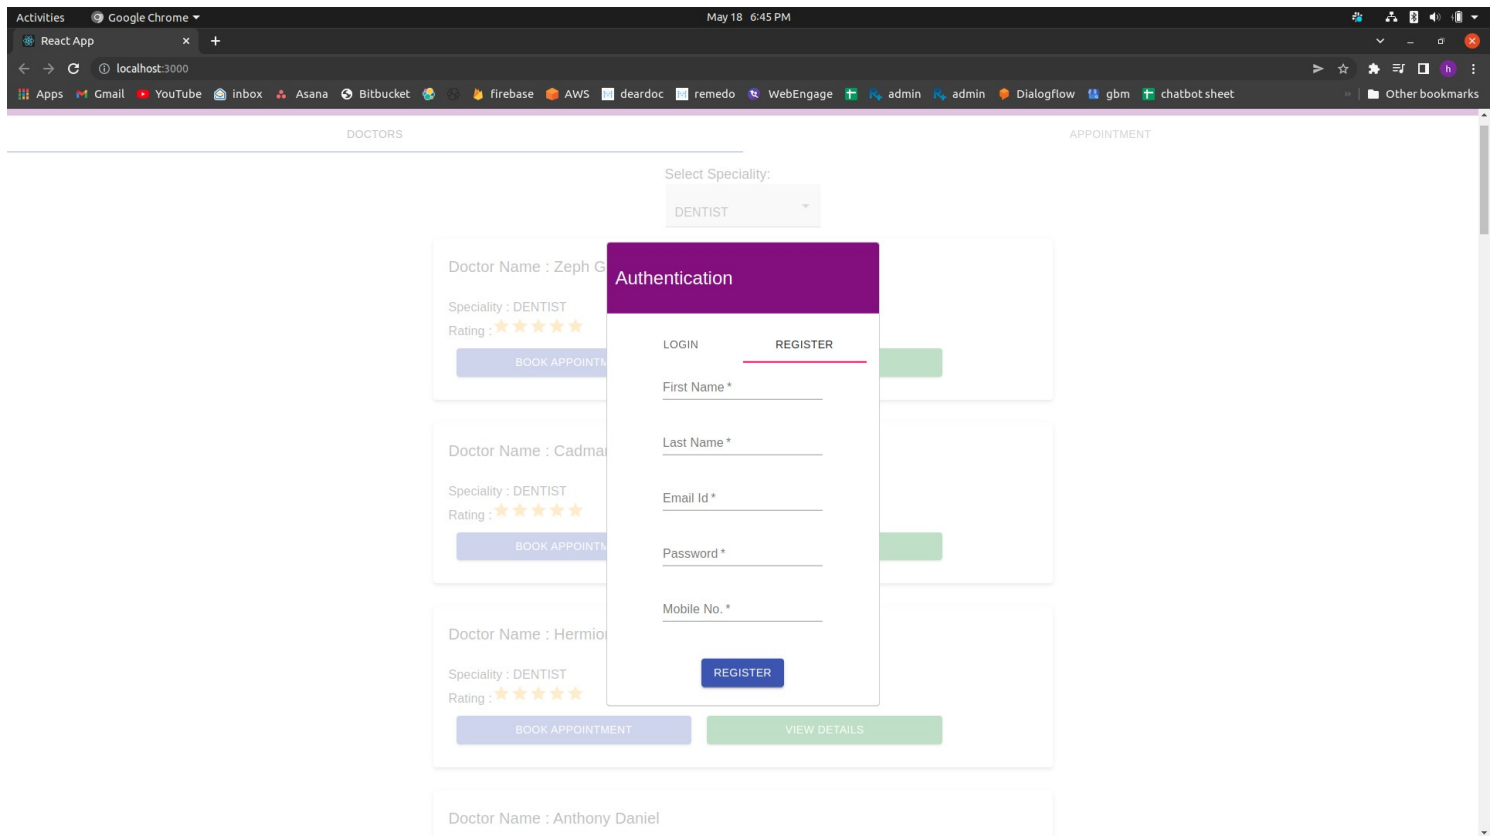 Activities Google Chrome May 18 6:45 PM
React App
localhost:3000
Apps Gmail YouTube inbox Asana Bitbucket firebase AWS deardoc remedo WebEngage admin admin Dialogflow gbm chatbot sheet Other bookmarks
DOCTORS APPOINTMENT
Select Speciality:
DENTIST
Doctor Name : Zeph G
Speciality : DENTIST
Rating :
BOOK APPOINTM
Doctor Name : Cadma
Speciality : DENTIST
Rating :
BOOK APPOINTM
Doctor Name : Hermio
Speciality : DENTIST
Rating :
BOOK APPOINTMENT VIEW DETAILS
Doctor Name : Anthony Daniel
Authentication
LOGIN REGISTER
First Name *
Last Name *
Email Id *
Password *
Mobile No. *
REGISTER